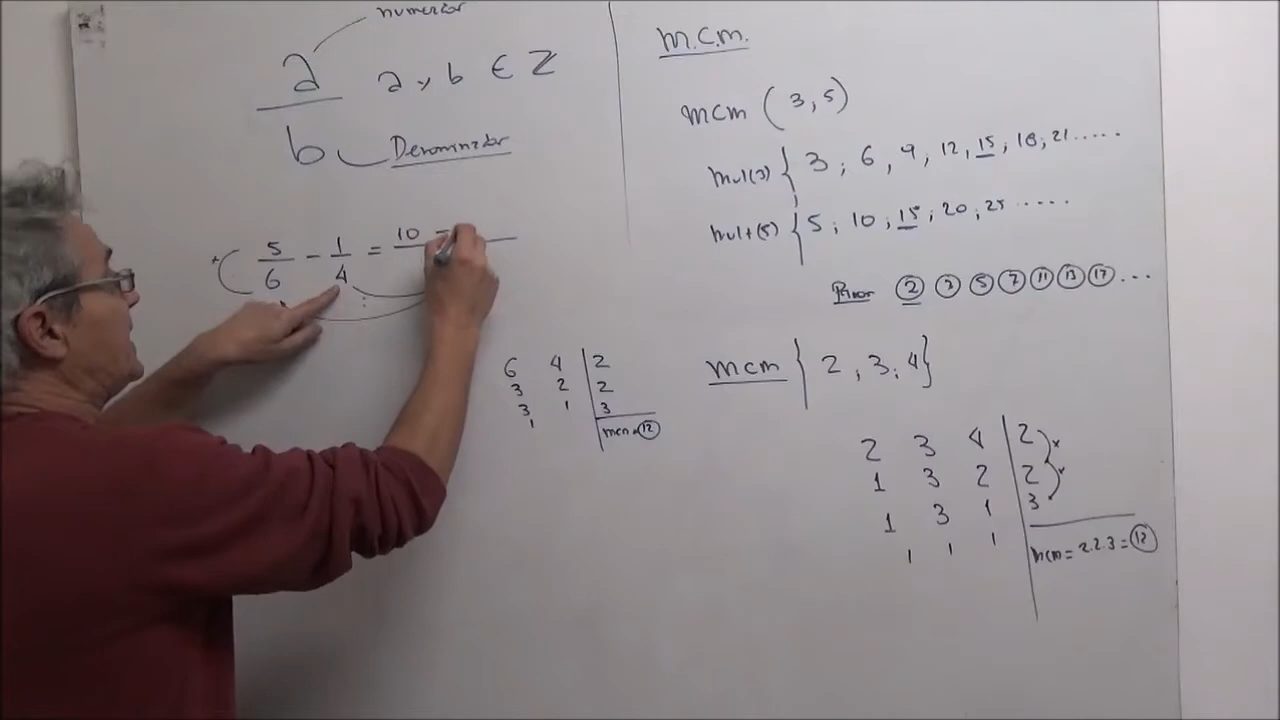 numerador
a a y b ∈ Z
b Denominador
5/6 - 1/4 = 10 -
6 4 | 2
3 2 | 2
3 1 | 3
1 mcm = 12
m.c.m.
mcm (3,5)
mul(3) { 3 ; 6 , 9 , 12 , 15 , 18 ; 21 .....
mult(5) { 5 ; 10 ; 15 ; 20 ; 25 .....
2 3 5 7 11 13 17 ...
mcm { 2 , 3 , 4 }
2 3 4 | 2
1 3 2 | 2
1 3 1 | 3
1 1 1 mcm = 2.2.3 = 12